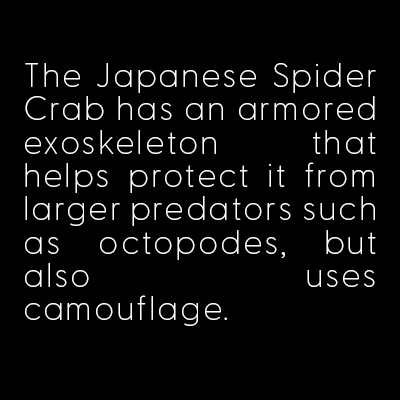 The Japanese Spider
Crab has an armored
exoskeleton that
helps protect it from
larger predators such
as octopodes, but
also uses
camouflage.